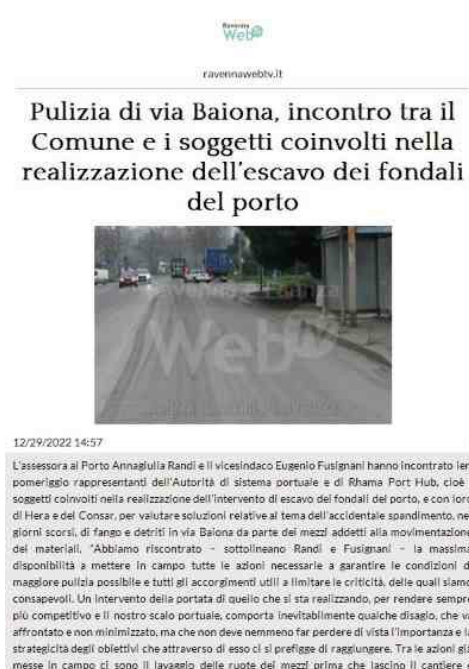 Ravenna
Web
ravennawebtv.it
Pulizia di via Baiona, incontro tra il
Comune e i soggetti coinvolti nella
realizzazione dell'escavo dei fondali
del porto
Web
12/29/2022 14:57
L'assessora al Porto Annagiulia Randi e il vicesindaco Eugenio Fusignani hanno incontrato ieri
pomeriggio rappresentanti dell'Autorità di sistema portuale e di Rhama Port Hub, cioè i
soggetti coinvolti nella realizzazione dell'intervento di escavo dei fondali del porto, e con loro
di Hera e del Consar, per valutare soluzioni relative al tema dell'accidentale spandimento, nei
giorni scorsi, di fango e detriti in via Baiona da parte dei mezzi addetti alla movimentazione
dei materiali. "Abbiamo riscontrato – sottolineano Randi e Fusignani – la massima
disponibilità a mettere in campo tutte le azioni necessarie a garantire le condizioni di
maggiore pulizia possibile e tutti gli accorgimenti utili a limitare le criticità, delle quali siamo
consapevoli. Un intervento della portata di quello che si sta realizzando, per rendere sempre
più competitivo e il nostro scalo portuale, comporta inevitabilmente qualche disagio, che va
affrontato e non minimizzato, ma che non deve nemmeno far perdere di vista l'importanza e la
strategicità degli obiettivi che attraverso di esso ci si prefigge di raggiungere. Tra le azioni già
messe in campo ci sono il lavaggio delle ruote dei mezzi prima che lascino il cantiere,